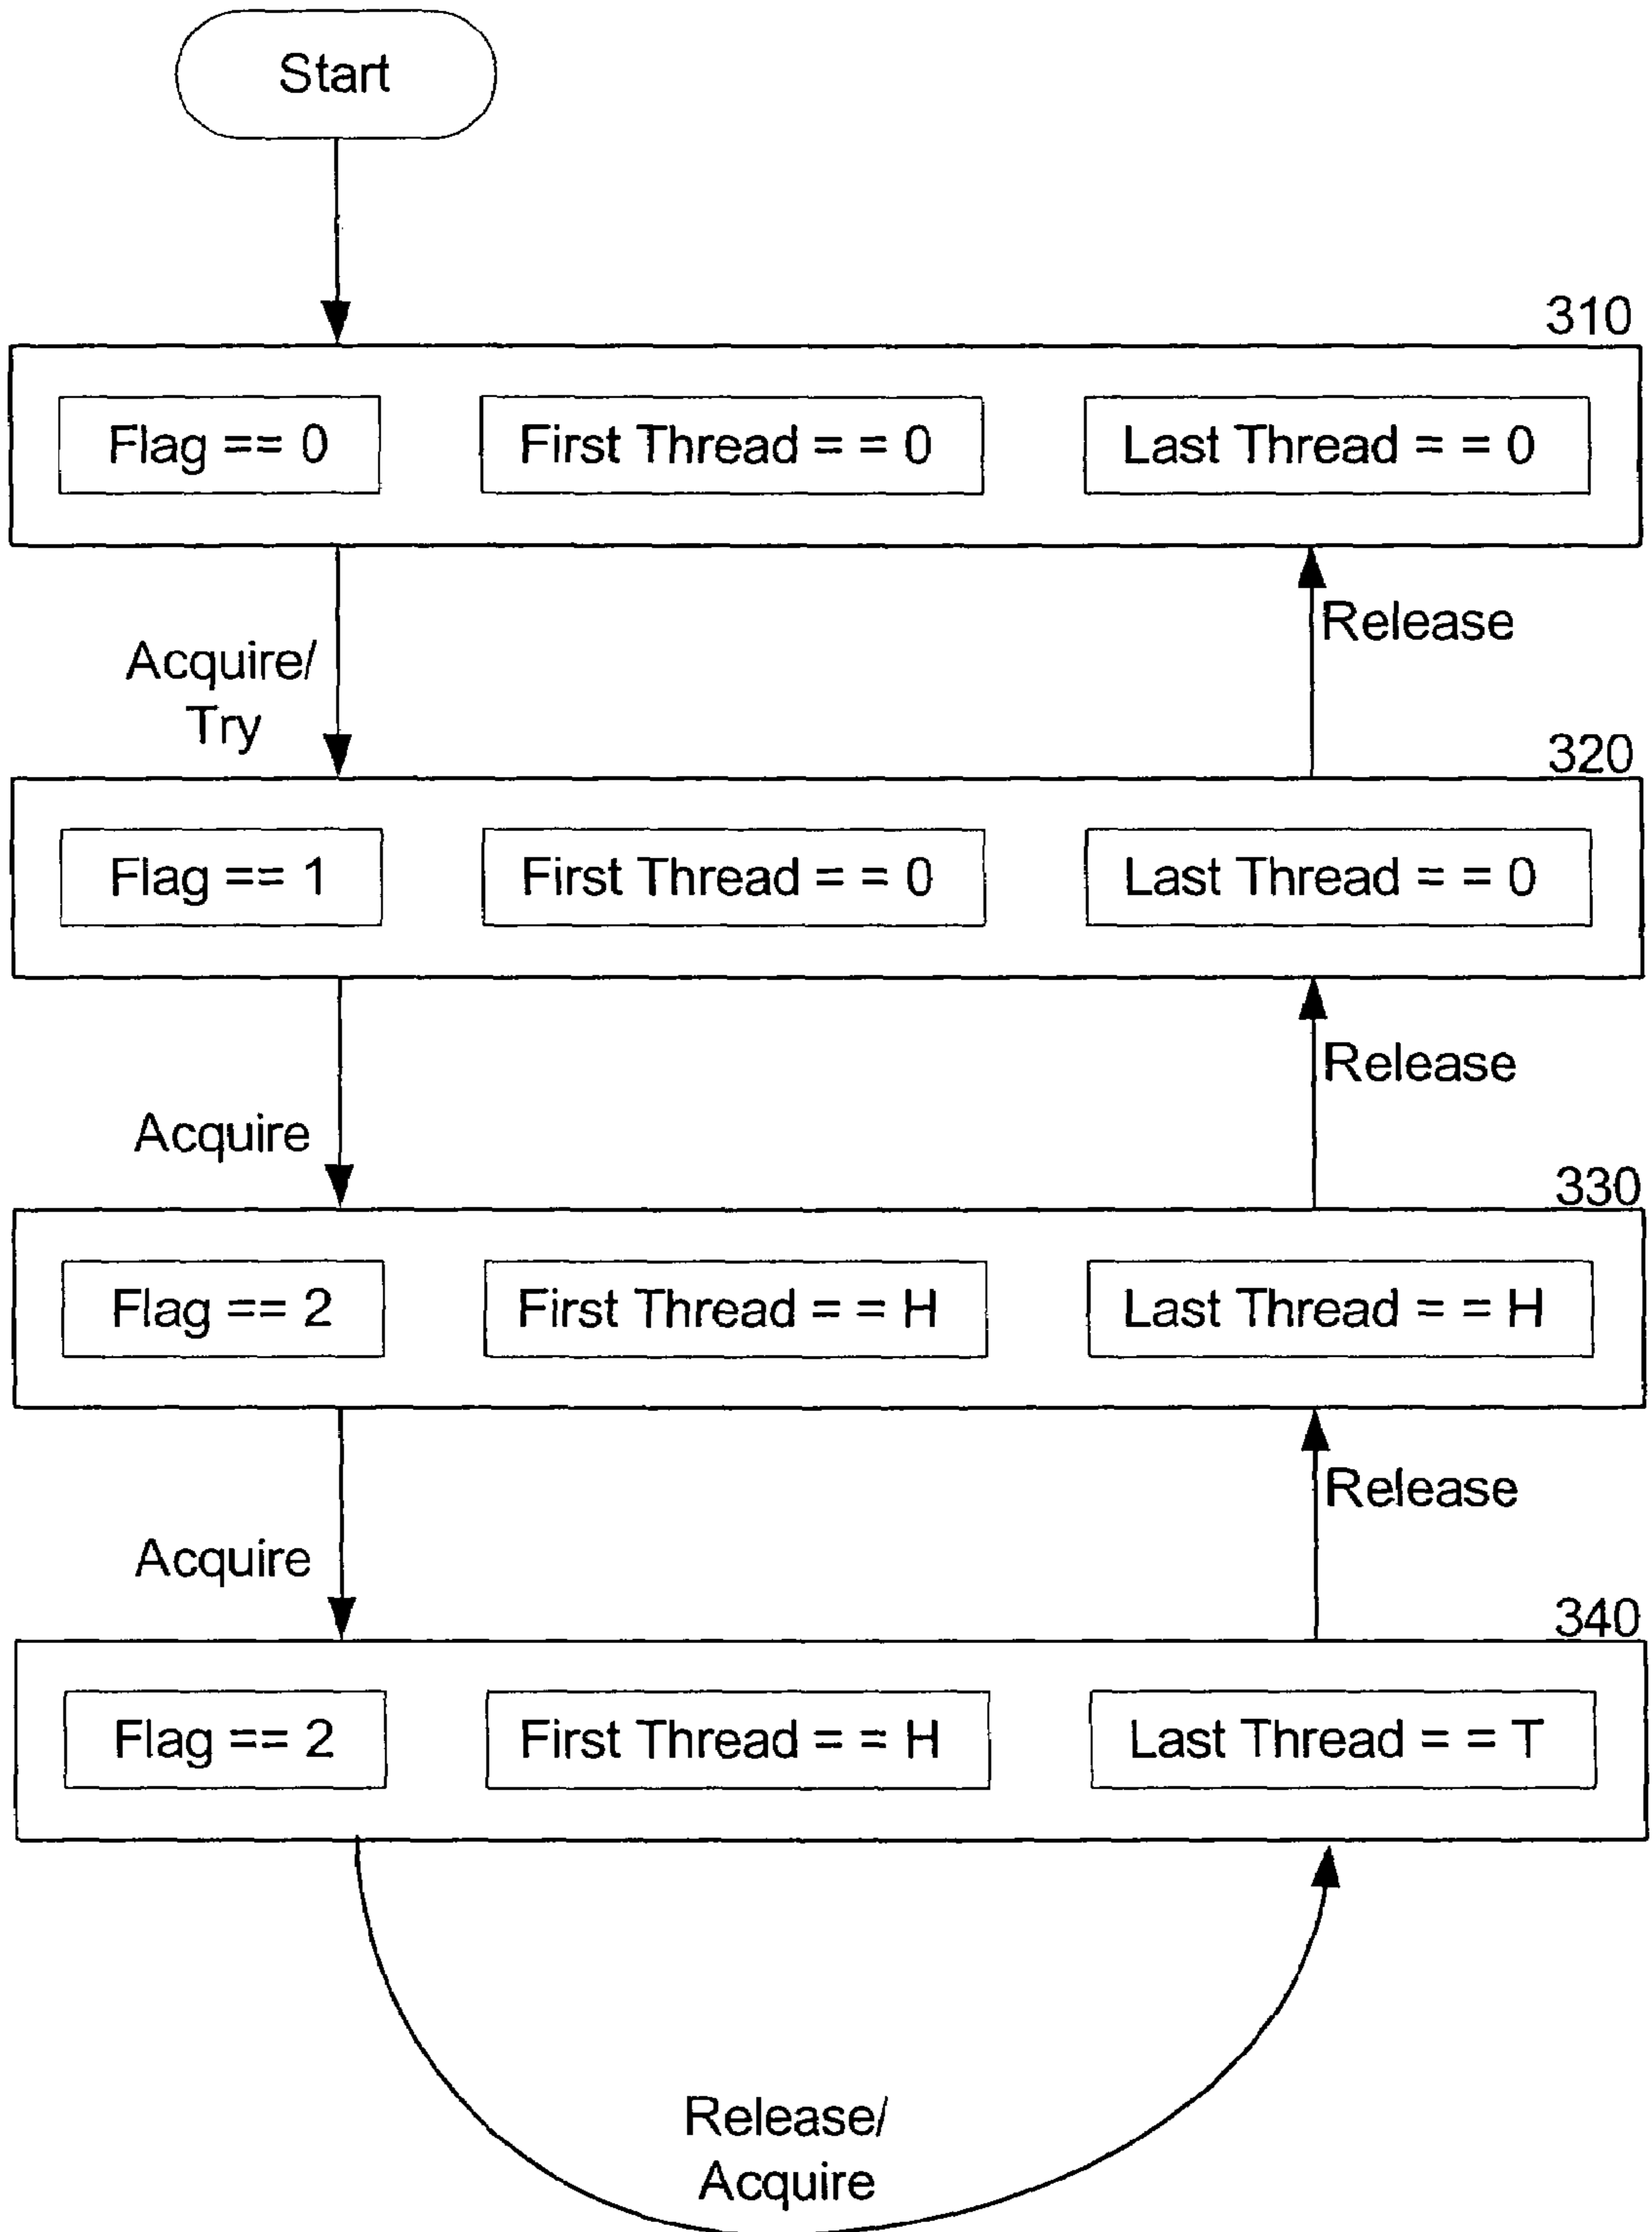 Start
310
Flag == 0 First Thread = = 0 Last Thread = = 0
Release
Acquire/
Try
320
Flag == 1 First Thread = = 0 Last Thread = = 0
Release
Acquire
330
Flag == 2 First Thread = = H Last Thread = = H
Release
Acquire
340
Flag == 2 First Thread = = H Last Thread = = T
Release/
Acquire